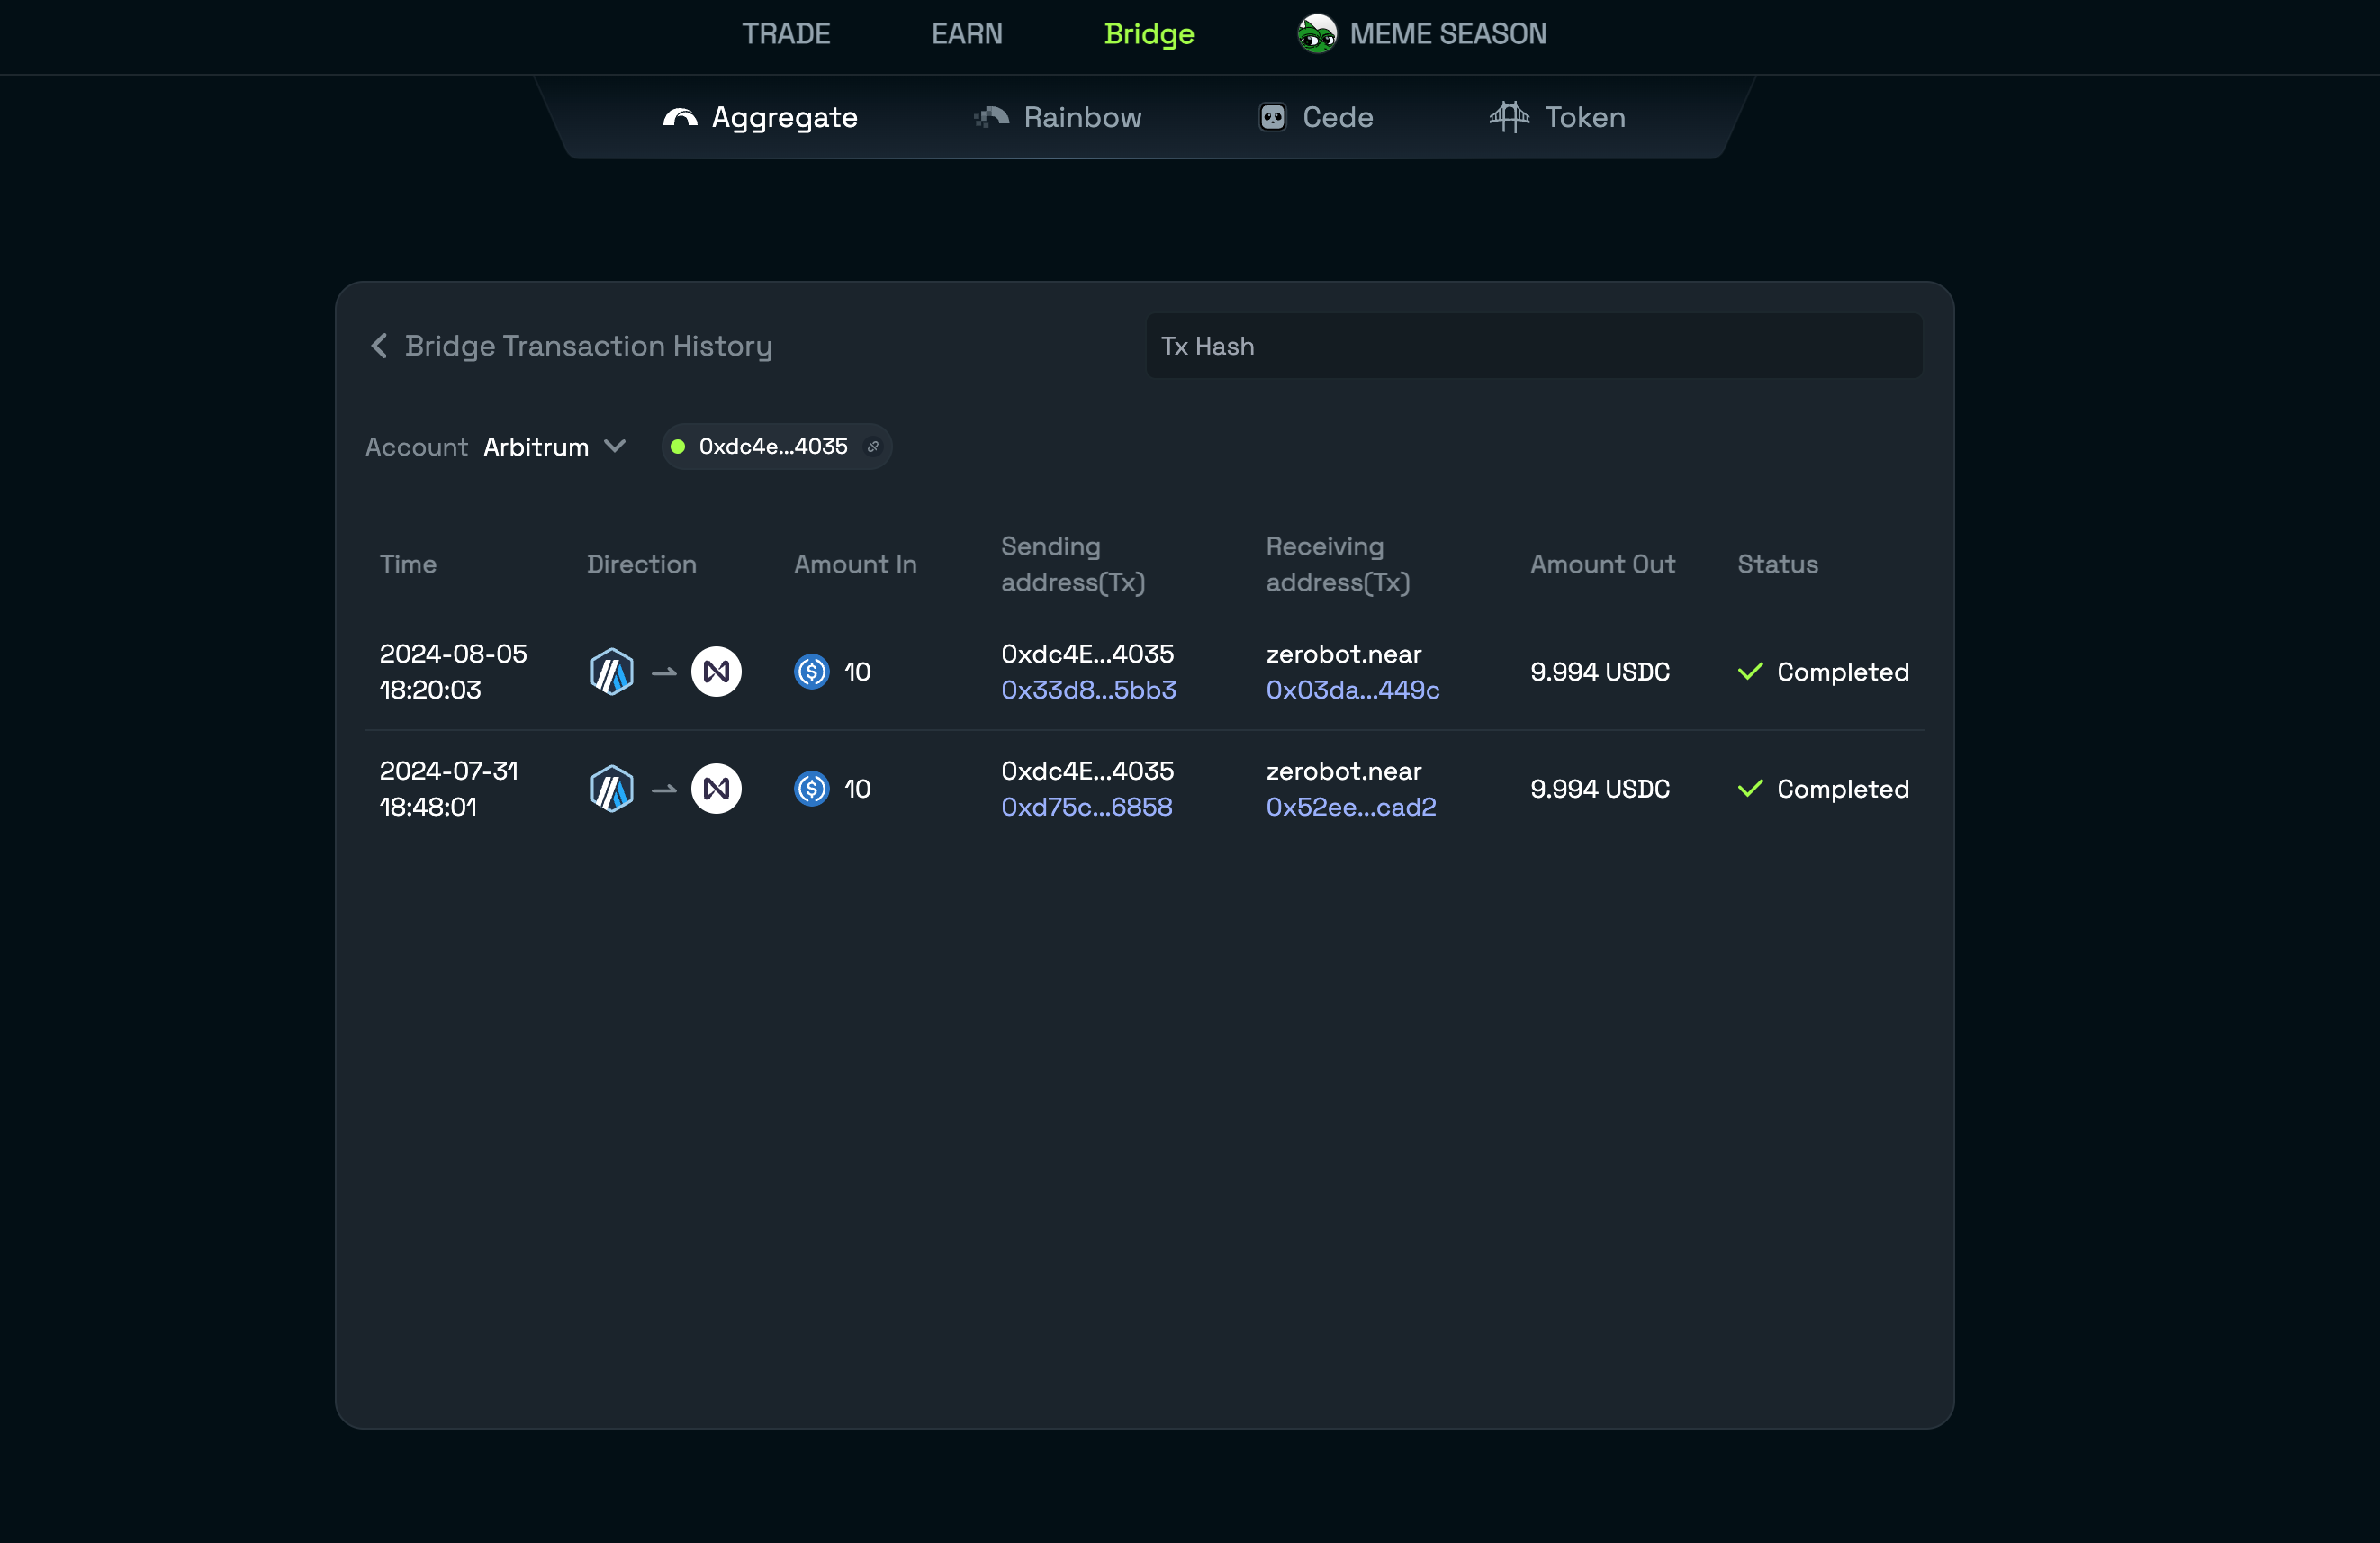 TRADE EARN Bridge MEME SEASON
Aggregate Rainbow Cede Token
Bridge Transaction History Tx Hash
Account Arbitrum 0xdc4e...4035
Time Direction Amount In Sending address(Tx) Receiving address(Tx) Amount Out Status
2024-08-05 18:20:03 10 0xdc4E...4035 0x33d8...5bb3 zerobot.near 0x03da...449c 9.994 USDC Completed
2024-07-31 18:48:01 10 0xdc4E...4035 0xd75c...6858 zerobot.near 0x52ee...cad2 9.994 USDC Completed